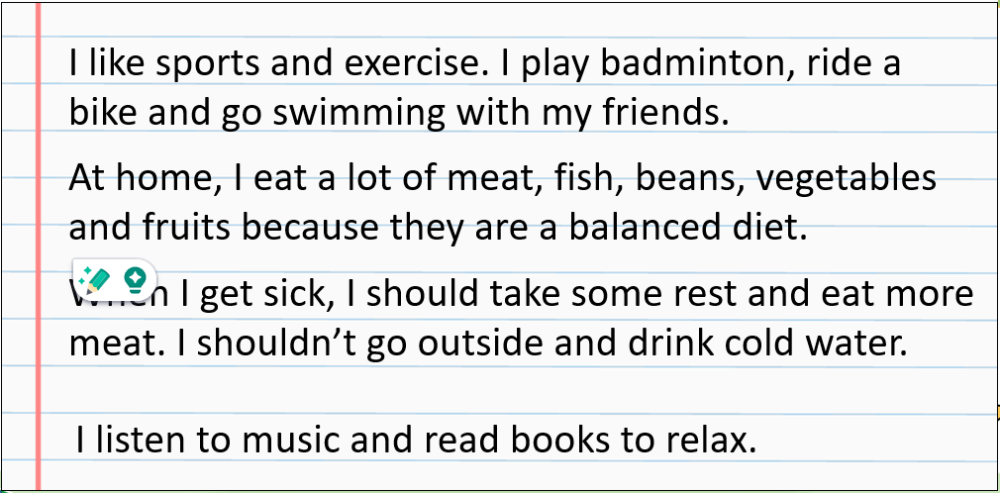 I like sports and exercise. I play badminton, ride a
bike and go swimming with my friends.
At home, I eat a lot of meat, fish, beans, vegetables
and fruits because they are a balanced diet.
When I get sick, I should take some rest and eat more
meat. I shouldn’t go outside and drink cold water.
I listen to music and read books to relax.